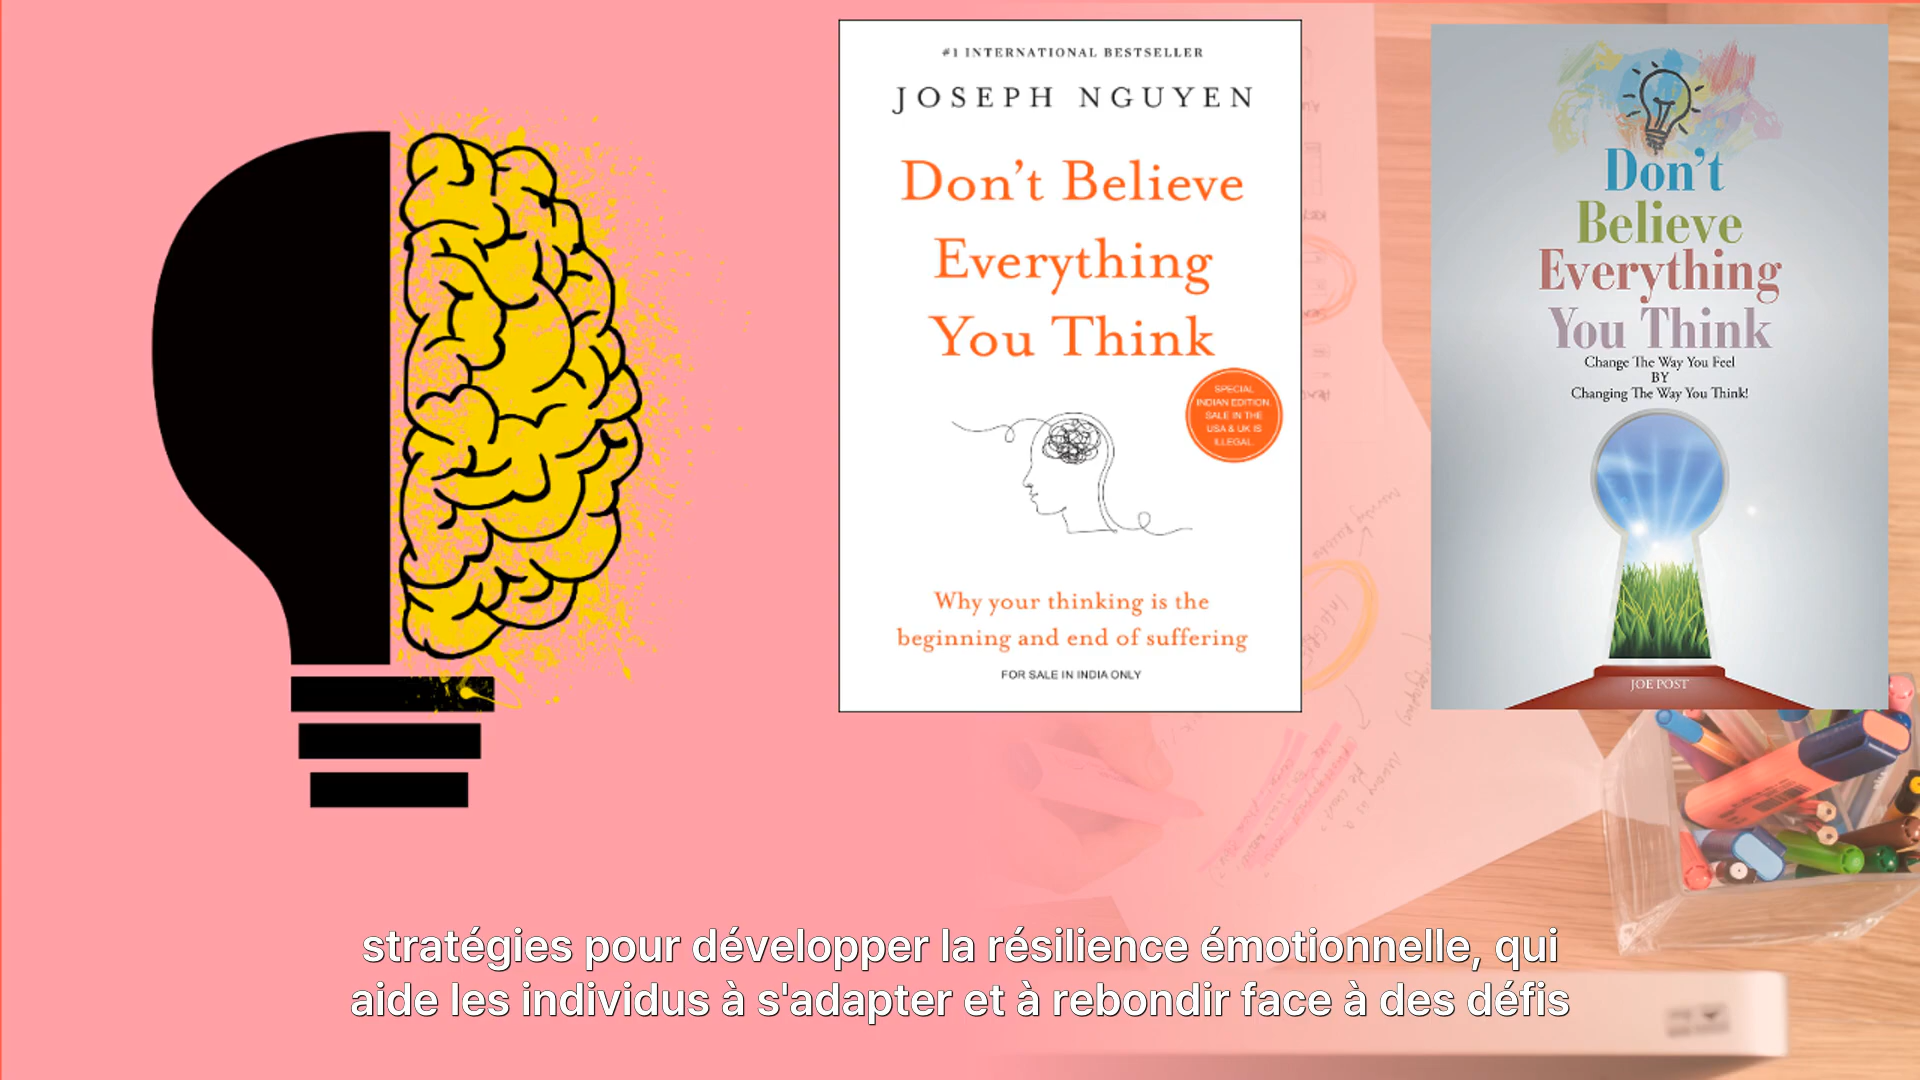 #1 INTERNATIONAL BESTSELLER
JOSEPH NGUYEN
Don't Believe
Everything
You Think
SPECIAL
INDIAN EDITION.
SALE IN THE
USA & UK IS
ILLEGAL.
Why your thinking is the
beginning and end of suffering
FOR SALE IN INDIA ONLY
Don't
Believe
Everything
You Think
Change The Way You Feel
BY
Changing The Way You Think!
JOE POST
stratégies pour développer la résilience émotionnelle, qui
aide les individus à s'adapter et à rebondir face à des défis